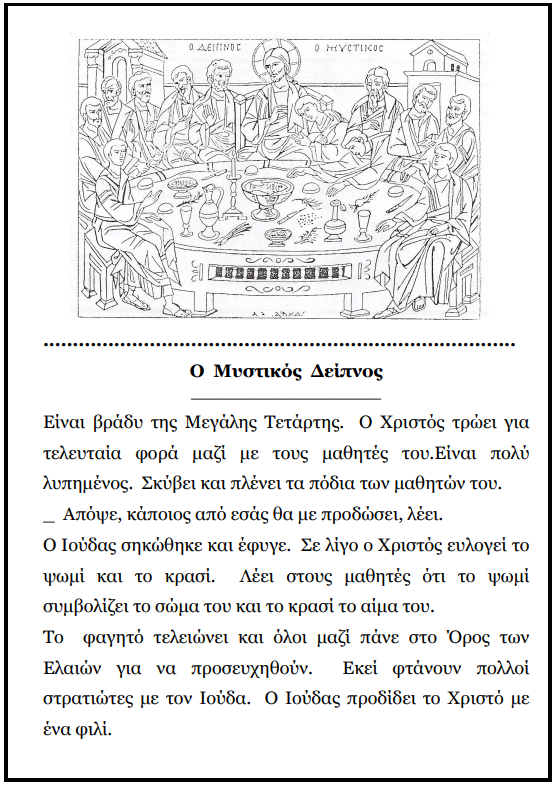 Ο ΔΕΙΠΝΟΣ Ο ΜΥΣΤΙΚΟΣ
Ο Μυστικός Δείπνος
Είναι βράδυ της Μεγάλης Τετάρτης. Ο Χριστός τρώει για
τελευταία φορά μαζί με τους μαθητές του.Είναι πολύ
λυπημένος. Σκύβει και πλένει τα πόδια των μαθητών του.
_ Απόψε, κάποιος από εσάς θα με προδώσει, λέει.
Ο Ιούδας σηκώθηκε και έφυγε. Σε λίγο ο Χριστός ευλογεί το
ψωμί και το κρασί. Λέει στους μαθητές ότι το ψωμί
συμβολίζει το σώμα του και το κρασί το αίμα του.
Το φαγητό τελειώνει και όλοι μαζί πάνε στο Όρος των
Ελαιών για να προσευχηθούν. Εκεί φτάνουν πολλοί
στρατιώτες με τον Ιούδα. Ο Ιούδας προδίδει το Χριστό με
ένα φιλί.